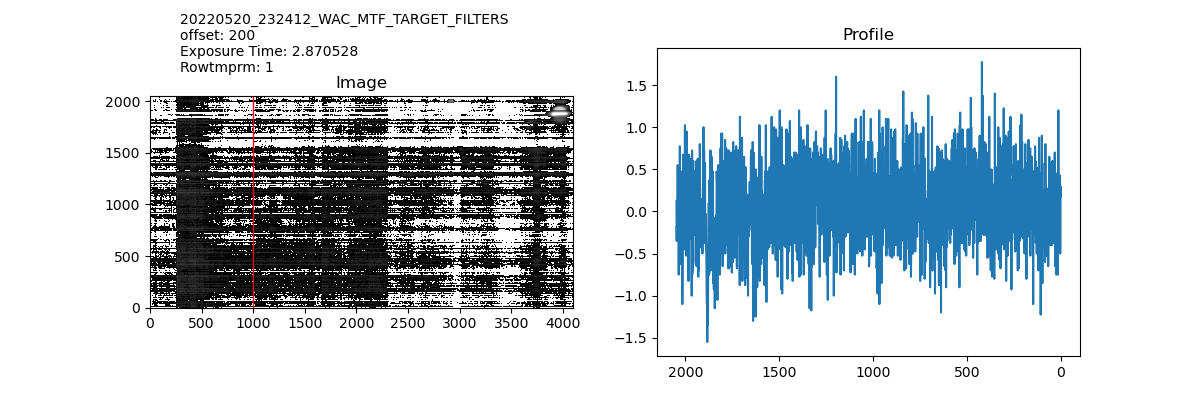 20220520_232412_WAC_MTF_TARGET_FILTERS
offset: 200
Exposure Time: 2.870528
Rowtmprm: 1
Image
2000
1500
1000
500
0
0 500 1000 1500 2000 2500 3000 3500 4000
Profile
1.5
1.0
0.5
0.0
−0.5
−1.0
−1.5
2000 1500 1000 500 0